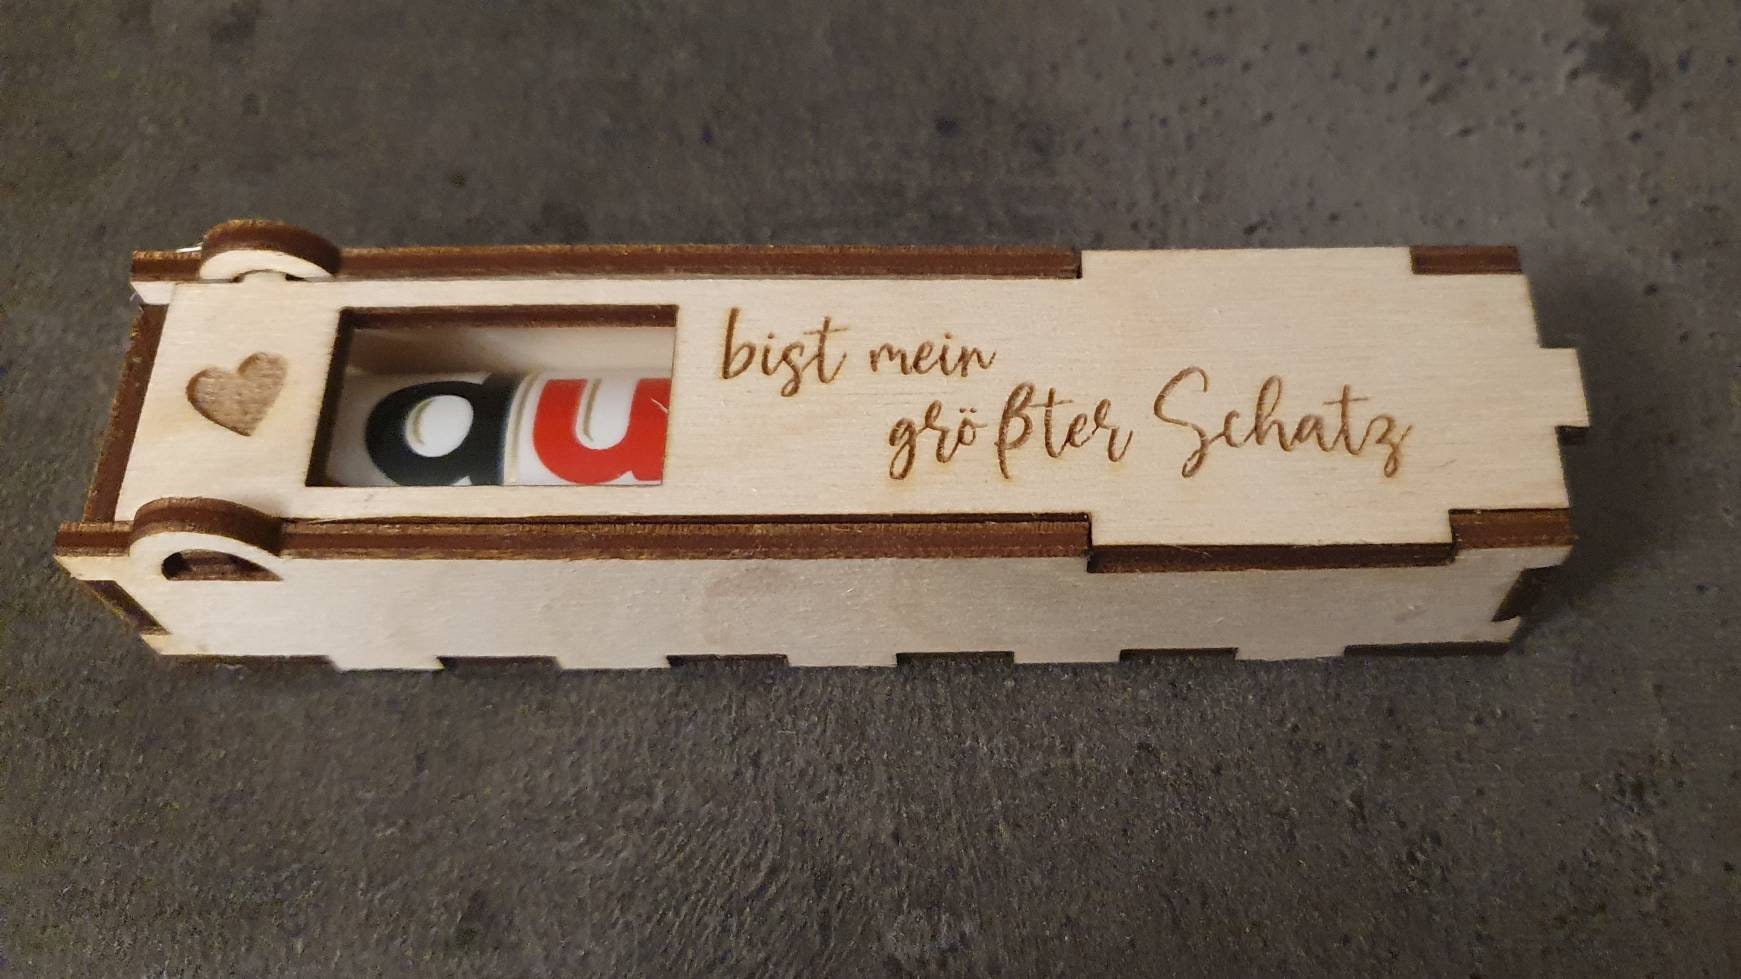 du bist mein
größter Schatz